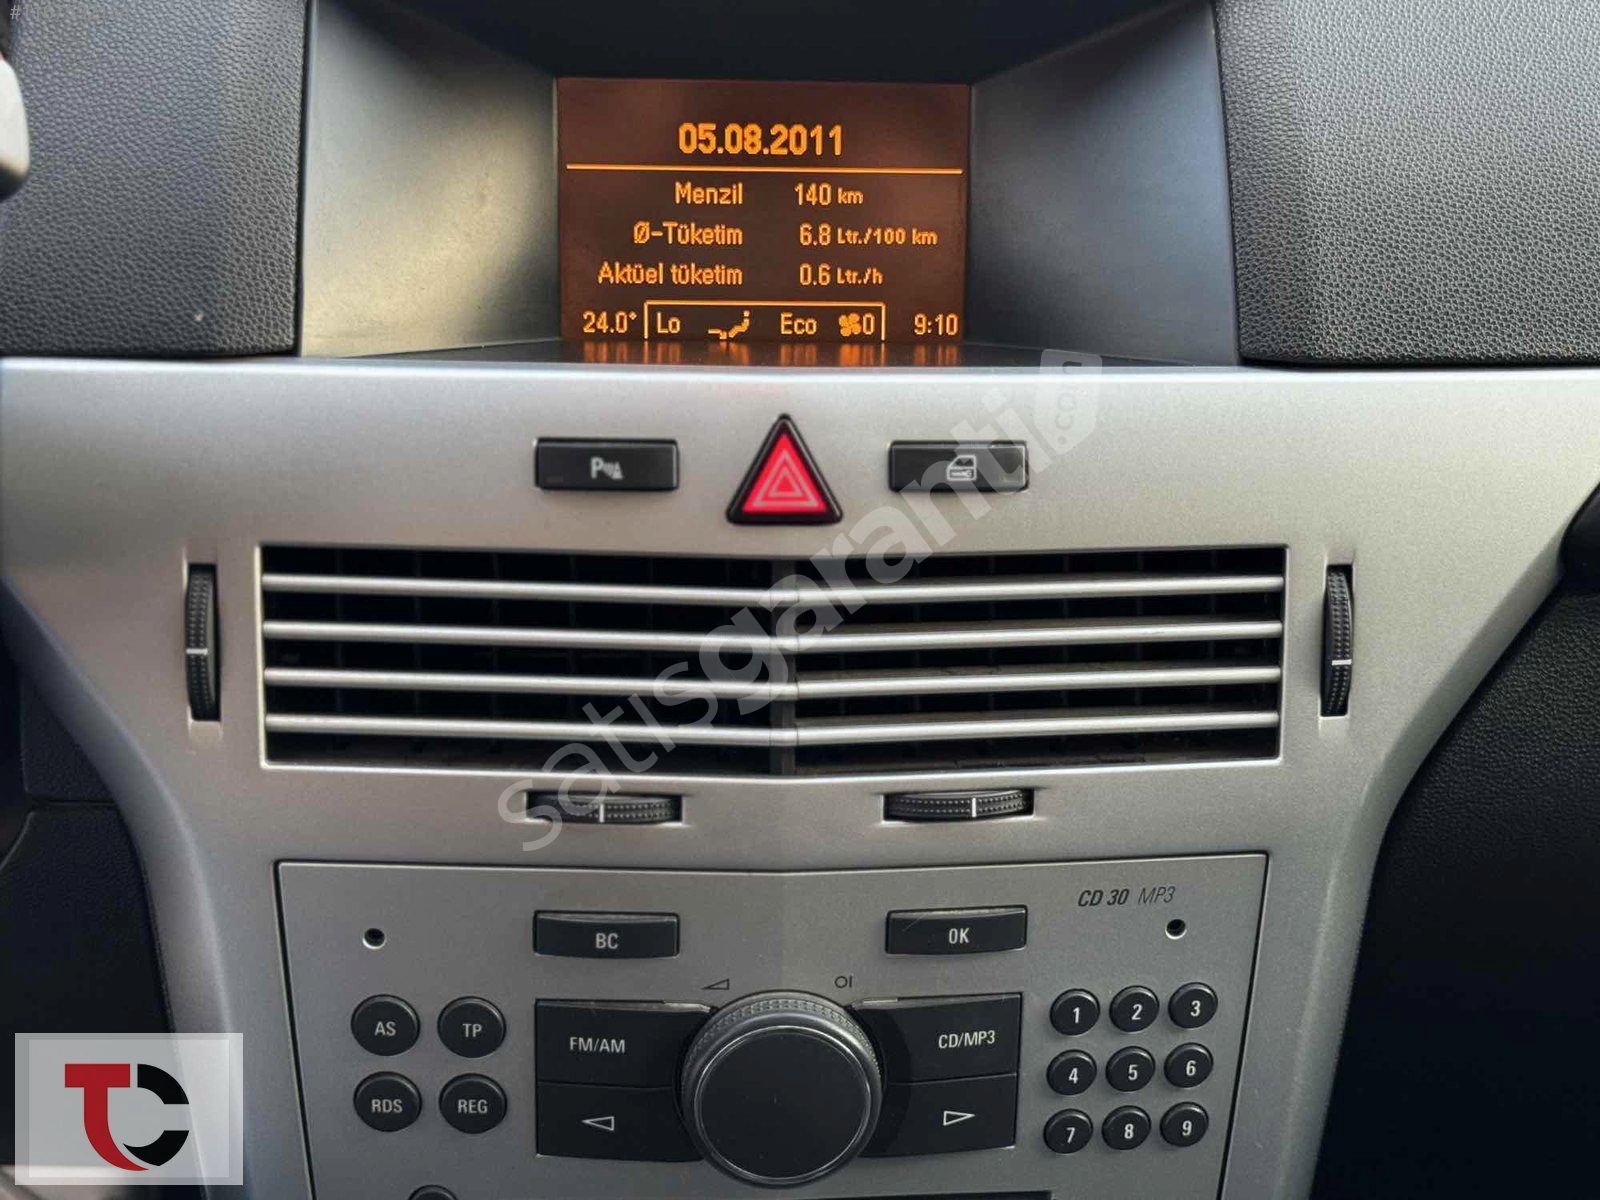 05.08.2011
Menzil 140 km
Ø-Tüketim 6.8 Ltr./100 km
Aktüel tüketim 0.6 Ltr./h
24.0° Lo Eco 0 9:10
P
satisgaranti.com
CD 30 MP3
BC OK
AS TP FM/AM CD/MP3 1 2 3
RDS REG 4 5 6
7 8 9
TC